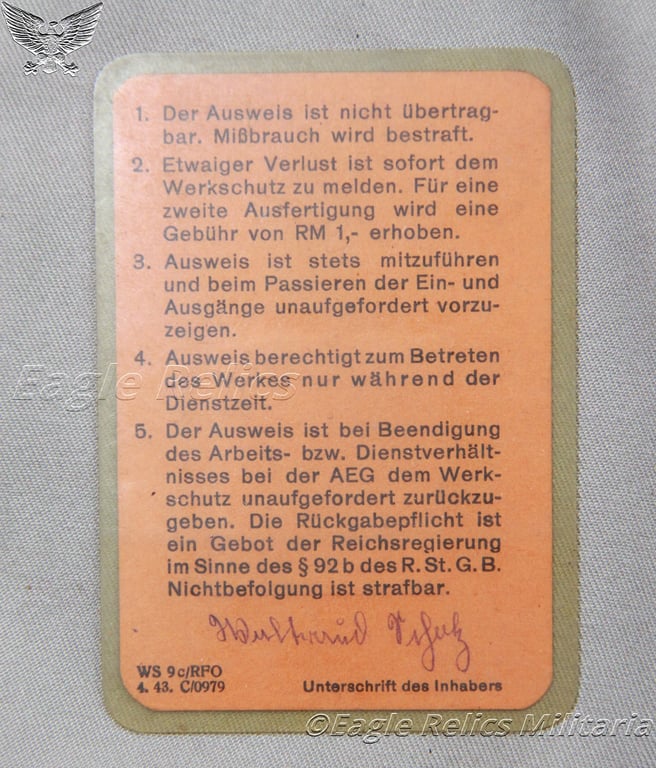 1. Der Ausweis ist nicht übertrag-
bar. Mißbrauch wird bestraft.
2. Etwaiger Verlust ist sofort dem
Werkschutz zu melden. Für eine
zweite Ausfertigung wird eine
Gebühr von RM 1,- erhoben.
3. Ausweis ist stets mitzuführen
und beim Passieren der Ein- und
Ausgänge unaufgefordert vorzu-
zeigen.
4. Ausweis berechtigt zum Betreten
des Werkes nur während der
Dienstzeit.
Eagle Relics
5. Der Ausweis ist bei Beendigung
des Arbeits- bzw. Dienstverhält-
nisses bei der AEG dem Werk-
schutz unaufgefordert zurückzu-
geben. Die Rückgabepflicht ist
ein Gebot der Reichsregierung
im Sinne des § 92 b des R. St. G. B.
Nichtbefolgung ist strafbar.
WS 9 c/RFO
4. 43. C/0979
Unterschrift des Inhabers
©Eagle Relics Militaria